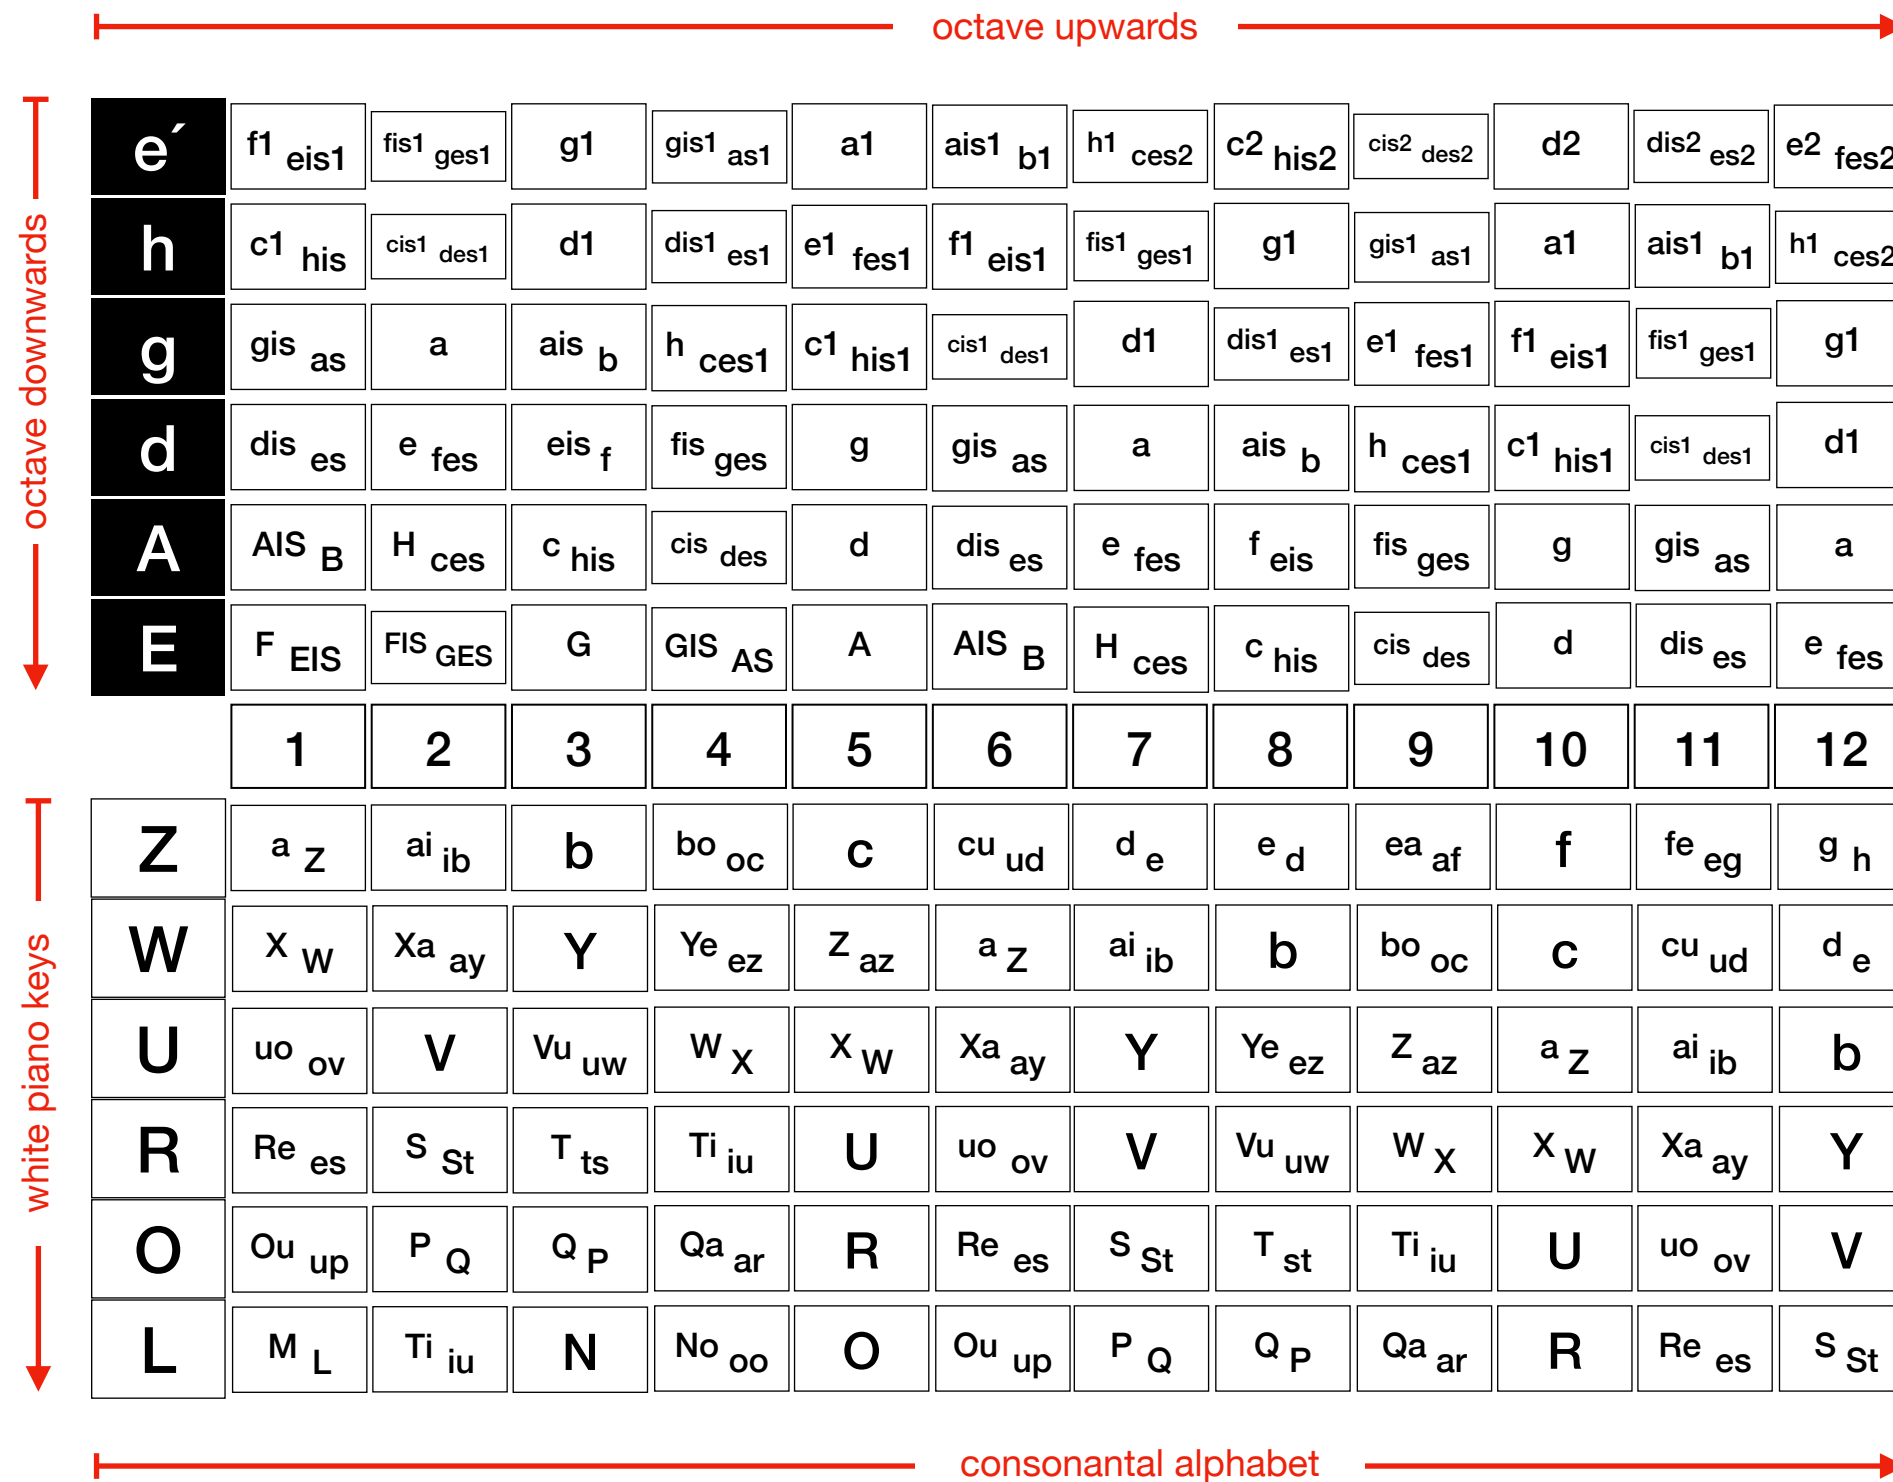 octave upwards
octave downwards
e´ f1 eis1 fis1 ges1 g1 gis1 as1 a1 ais1 b1 h1 ces2 c2 his2 cis2 des2 d2 dis2 es2 e2 fes2
h c1 his cis1 des1 d1 dis1 es1 e1 fes1 f1 eis1 fis1 ges1 g1 gis1 as1 a1 ais1 b1 h1 ces2
g gis as a ais b h ces1 c1 his1 cis1 des1 d1 dis1 es1 e1 fes1 f1 eis1 fis1 ges1 g1
d dis es e fes eis f fis ges g gis as a ais b h ces1 c1 his1 cis1 des1 d1
A AIS B H ces c his cis des d dis es e fes f eis fis ges g gis as a
E F EIS FIS GES G GIS AS A AIS B H ces c his cis des d dis es e fes
1 2 3 4 5 6 7 8 9 10 11 12
white piano keys
Z a Z ai ib b bo oc c cu ud d e e d ea af f fe eg g h
W X W Xa ay Y Ye ez Z az a Z ai ib b bo oc c cu ud d e
U uo ov V Vu uw W X X W Xa ay Y Ye ez Z az a Z ai ib b
R Re es S St T ts Ti iu U uo ov V Vu uw W X X W Xa ay Y
O Ou up P Q Q P Qa ar R Re es S St T st Ti iu U uo ov V
L M L Ti iu N No oo O Ou up P Q Q P Qa ar R Re es S St
consonantal alphabet